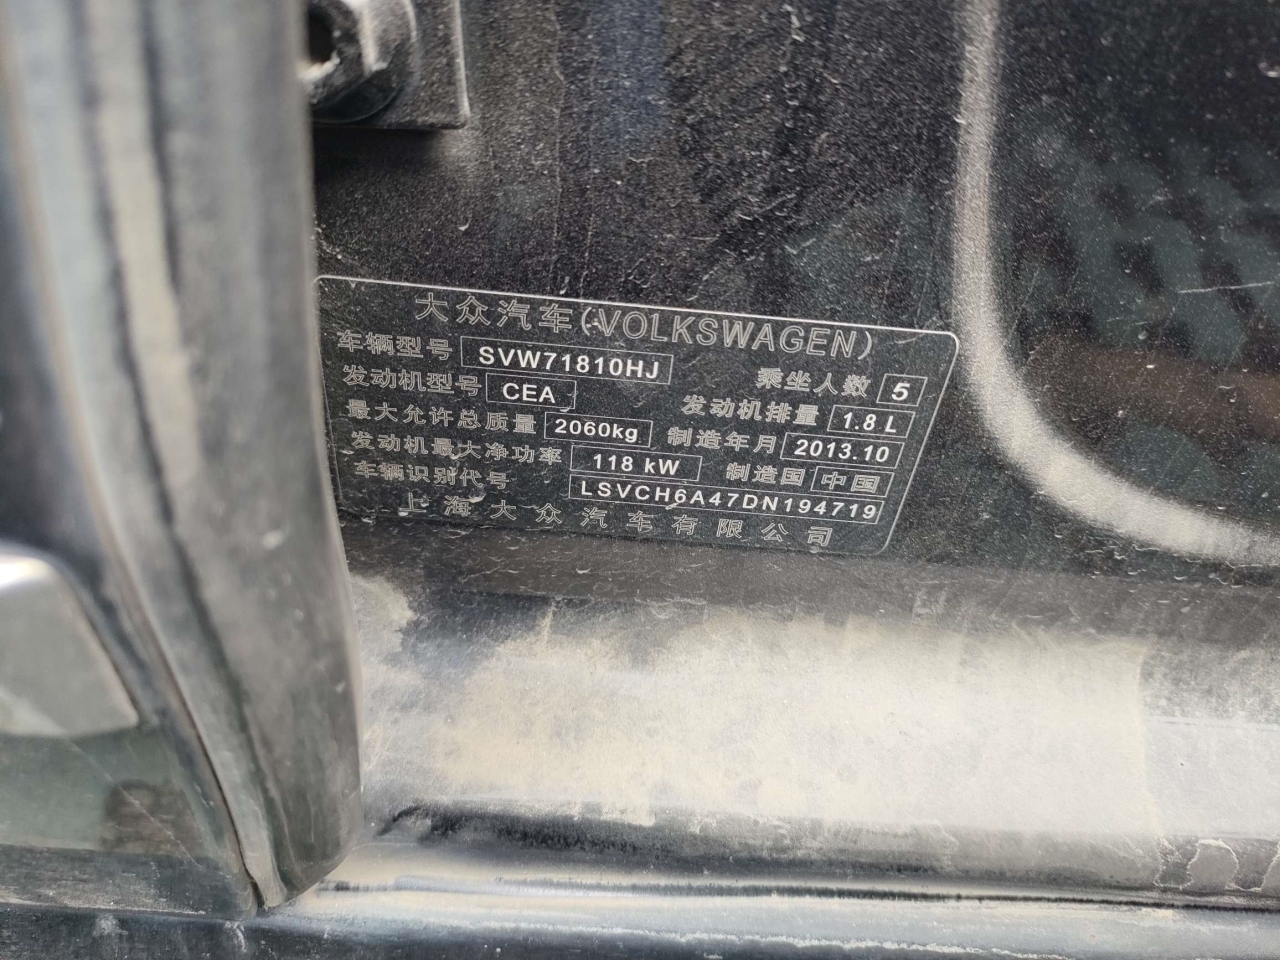 大众汽车(VOLKSWAGEN)
车辆型号 SVW71810HJ 乘坐人数 5
发动机型号 CEA 发动机排量 1.8 L
最大允许总质量 2060kg 制造年月 2013.10
发动机最大净功率 118 kW 制造国 中国
车辆识别代号 LSVCH6A47DN194719
上海大众汽车有限公司